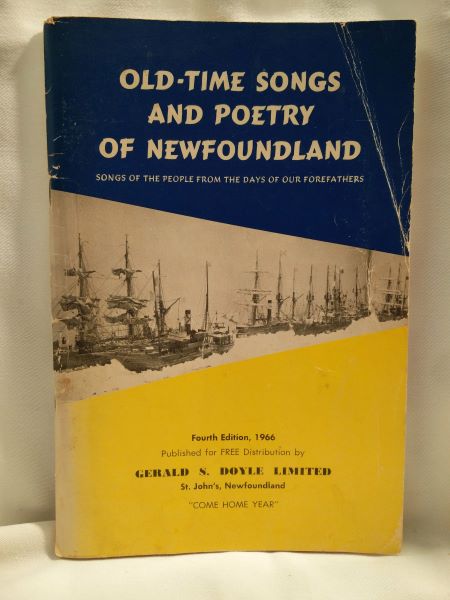 OLD-TIME SONGS
AND POETRY
OF NEWFOUNDLAND
SONGS OF THE PEOPLE FROM THE DAYS OF OUR FOREFATHERS
Fourth Edition, 1966
Published for FREE Distribution by
GERALD S. DOYLE LIMITED
St. John's, Newfoundland
"COME HOME YEAR"